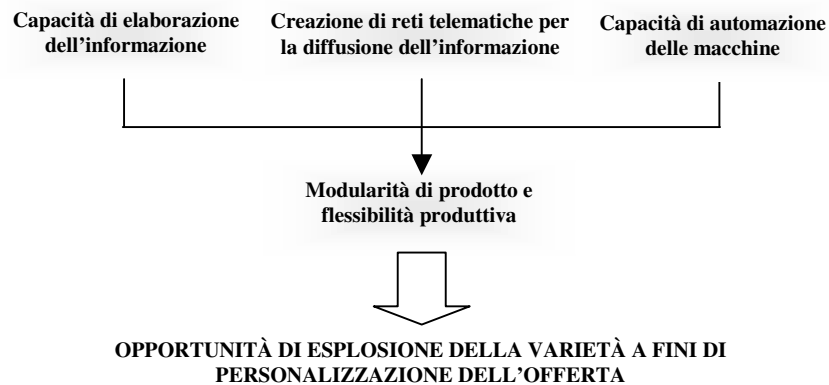 Capacità di elaborazione
dell’informazione
Creazione di reti telematiche per
la diffusione dell’informazione
Capacità di automazione
delle macchine
Modularità di prodotto e
flessibilità produttiva
OPPORTUNITÀ DI ESPLOSIONE DELLA VARIETÀ A FINI DI
PERSONALIZZAZIONE DELL’OFFERTA